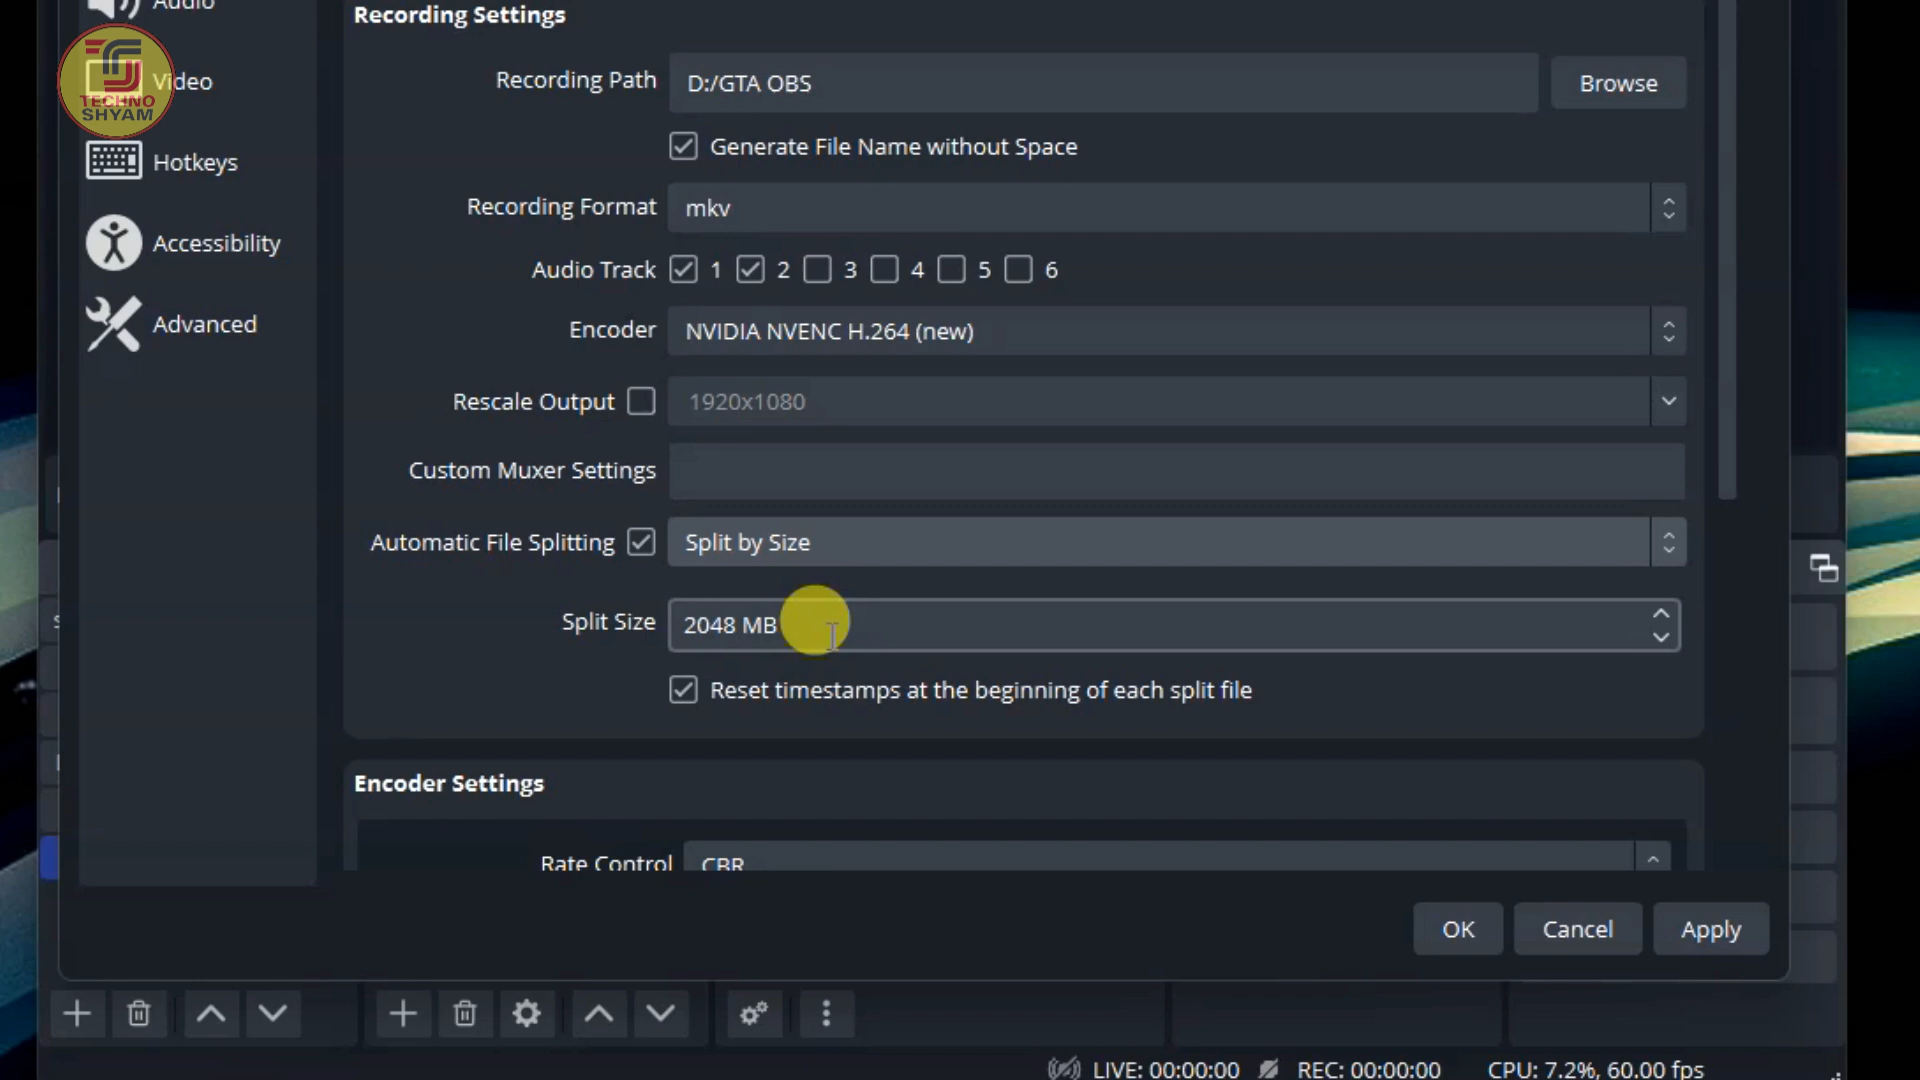 Audio
Recording Settings
TECHNO
SHYAM
Video
Recording Path D:/GTA OBS Browse
Generate File Name without Space
Hotkeys
Recording Format mkv
Accessibility
Audio Track 1 2 3 4 5 6
Advanced
Encoder NVIDIA NVENC H.264 (new)
Rescale Output 1920x1080
Custom Muxer Settings
Automatic File Splitting Split by Size
Split Size 2048 MB
Reset timestamps at the beginning of each split file
Encoder Settings
Rate Control CBR
OK Cancel Apply
LIVE: 00:00:00 REC: 00:00:00 CPU: 7.2%, 60.00 fps